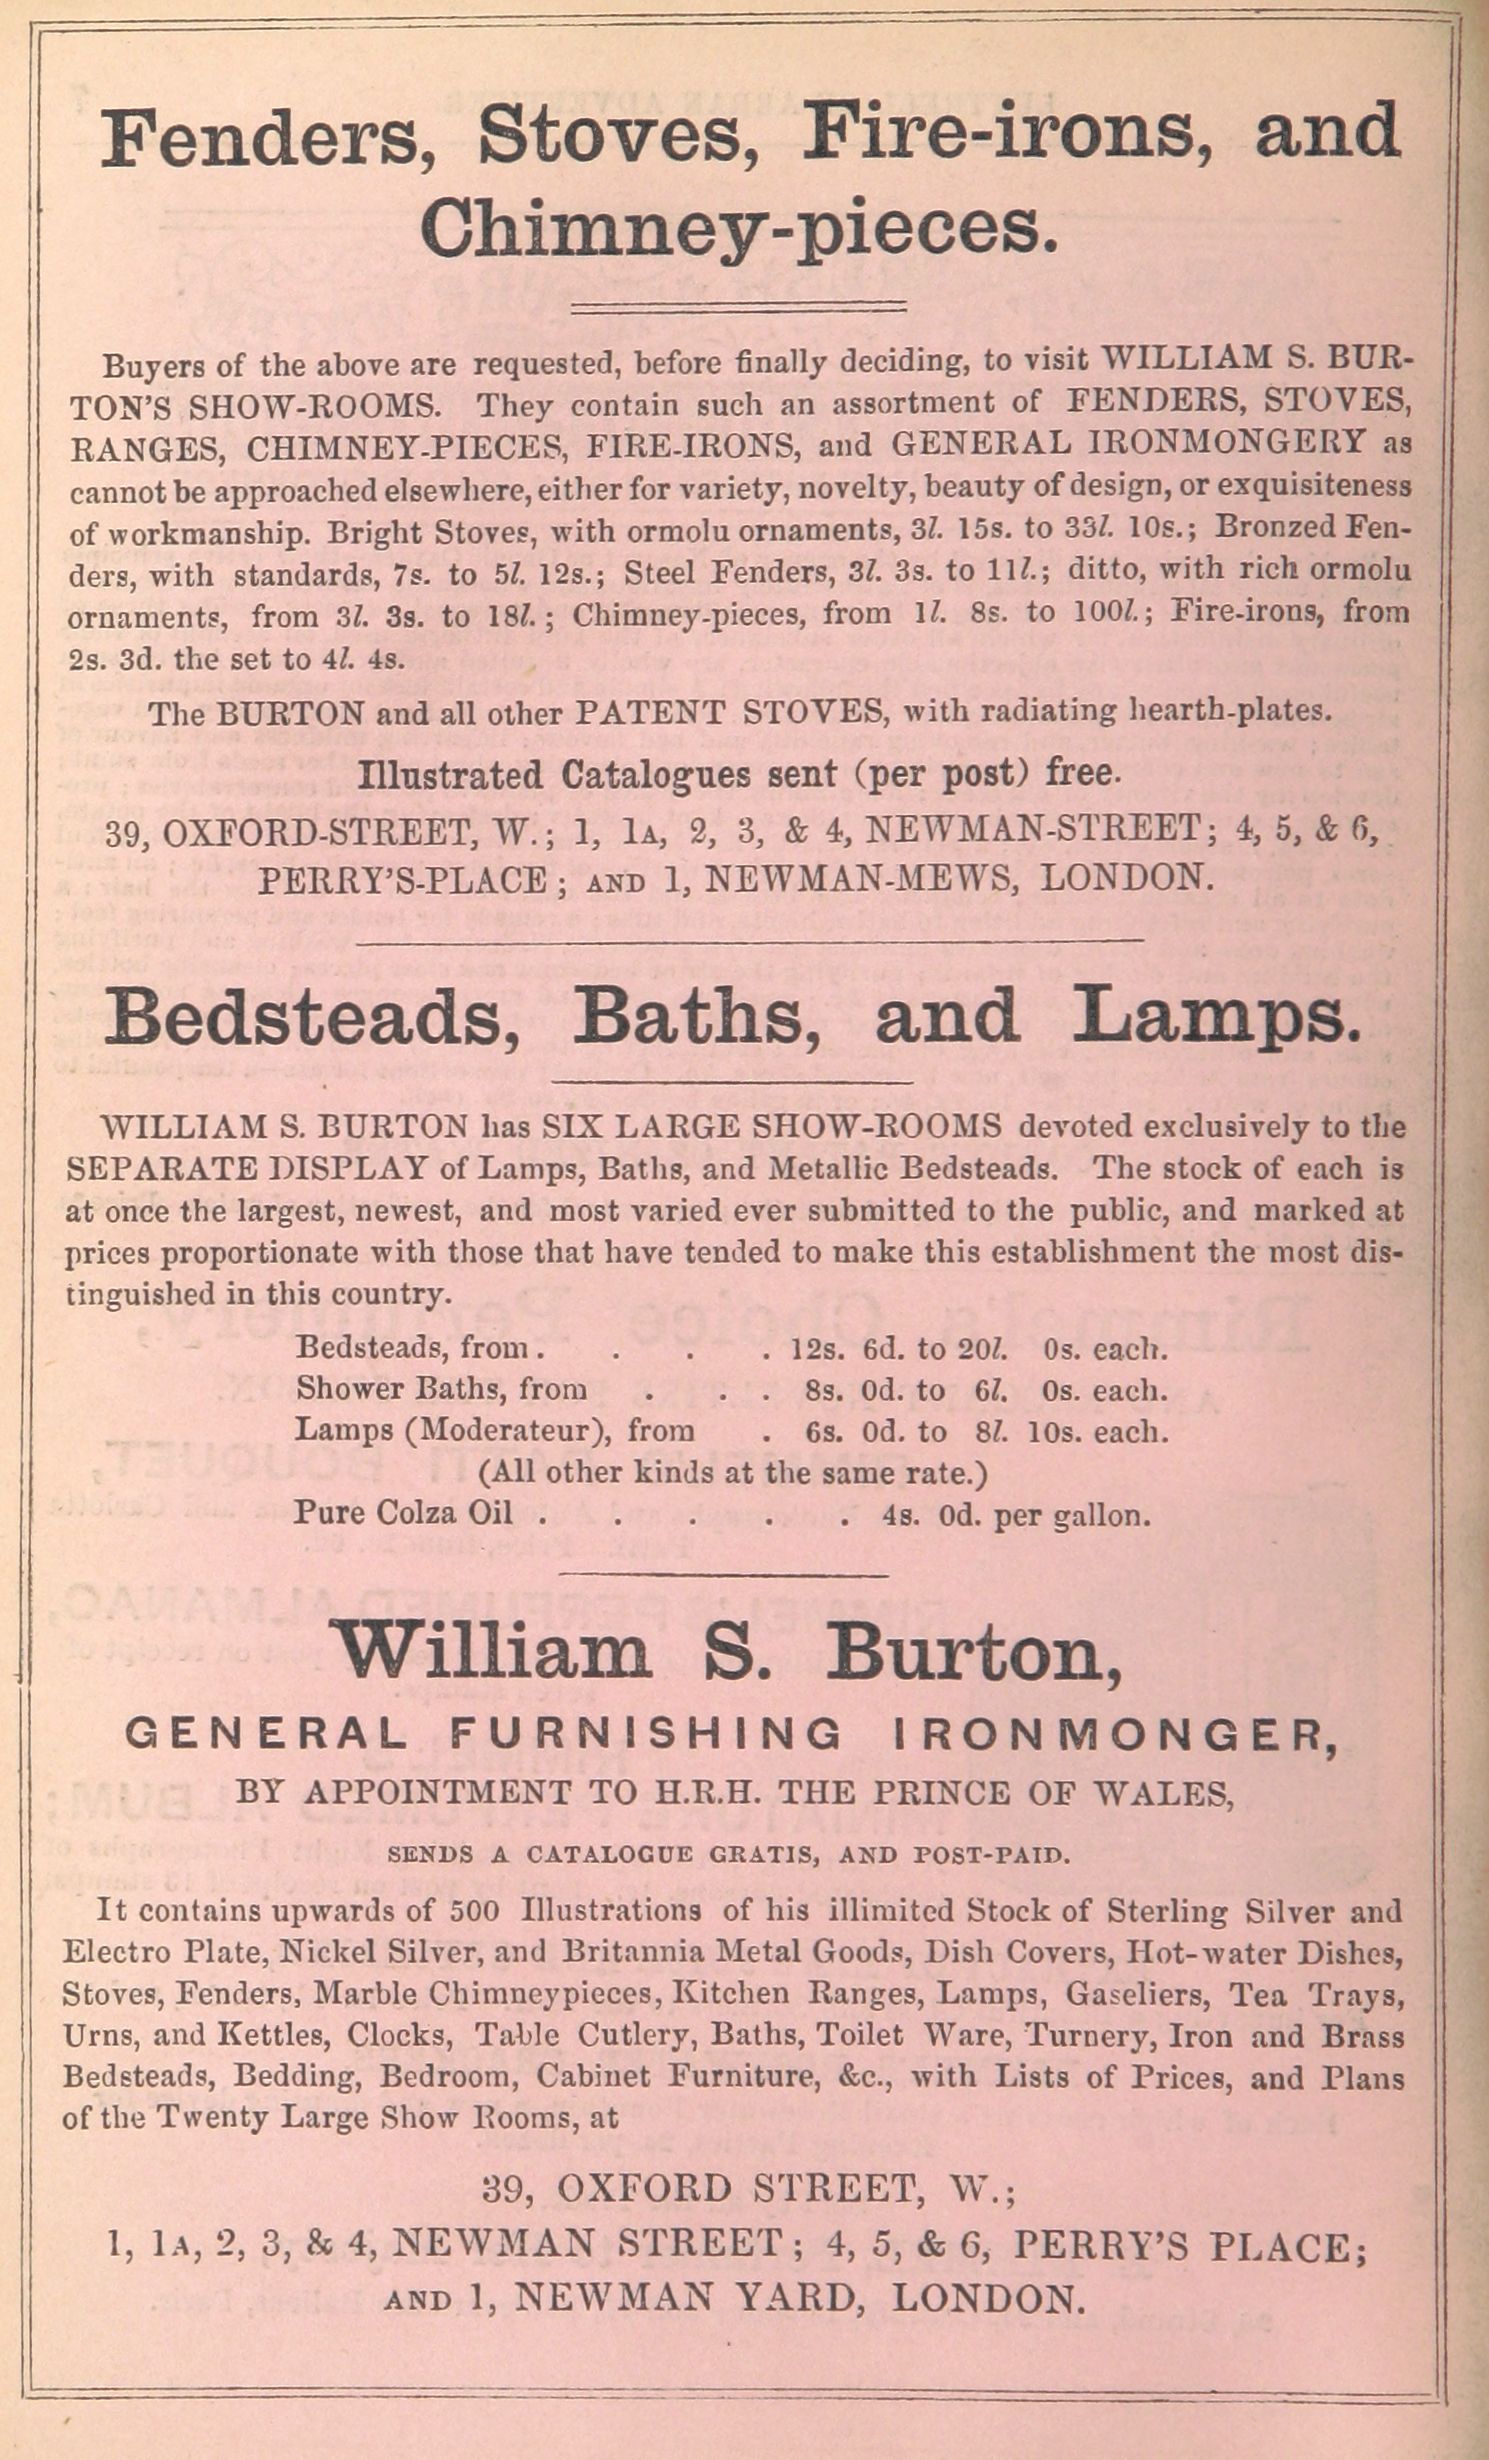 Fenders, Stoves, Fire-irons, and
Chimney-pieces.
Buyers of the above are requested, before finally deciding, to visit WILLIAM S. BUR-
TON'S SHOW-ROOMS. They contain such an assortment of FENDERS, STOVES,
RANGES, CHIMNEY-PIECES, FIRE-IRONS, and GENERAL IRONMONGERY as
cannot be approached elsewhere, either for variety, novelty, beauty of design, or exquisiteness
of workmanship. Bright Stoves, with ormolu ornaments, 3l. 15s. to 33l. 10s.; Bronzed Fen-
ders, with standards, 7s. to 5l. 12s.; Steel Fenders, 3l. 3s. to 11l.; ditto, with rich ormolu
ornaments, from 3l. 3s. to 18l.; Chimney-pieces, from 1l. 8s. to 100l.; Fire-irons, from
2s. 3d. the set to 4l. 4s.
The BURTON and all other PATENT STOVES, with radiating hearth-plates.
Illustrated Catalogues sent (per post) free.
39, OXFORD-STREET, W.; 1, 1A, 2, 3, & 4, NEWMAN-STREET; 4, 5, & 6,
PERRY'S-PLACE; AND 1, NEWMAN-MEWS, LONDON.
Bedsteads, Baths, and Lamps.
WILLIAM S. BURTON has SIX LARGE SHOW-ROOMS devoted exclusively to the
SEPARATE DISPLAY of Lamps, Baths, and Metallic Bedsteads. The stock of each is
at once the largest, newest, and most varied ever submitted to the public, and marked at
prices proportionate with those that have tended to make this establishment the most dis-
tinguished in this country.
Bedsteads, from . . . . 12s. 6d. to 20l. 0s. each.
Shower Baths, from . . . 8s. 0d. to 6l. 0s. each.
Lamps (Moderateur), from . 6s. 0d. to 8l. 10s. each.
(All other kinds at the same rate.)
Pure Colza Oil . . . . . 4s. 0d. per gallon.
William S. Burton,
GENERAL FURNISHING IRONMONGER,
BY APPOINTMENT TO H.R.H. THE PRINCE OF WALES,
SENDS A CATALOGUE GRATIS, AND POST-PAID.
It contains upwards of 500 Illustrations of his illimited Stock of Sterling Silver and
Electro Plate, Nickel Silver, and Britannia Metal Goods, Dish Covers, Hot-water Dishes,
Stoves, Fenders, Marble Chimneypieces, Kitchen Ranges, Lamps, Gaseliers, Tea Trays,
Urns, and Kettles, Clocks, Table Cutlery, Baths, Toilet Ware, Turnery, Iron and Brass
Bedsteads, Bedding, Bedroom, Cabinet Furniture, &c., with Lists of Prices, and Plans
of the Twenty Large Show Rooms, at
39, OXFORD STREET, W.;
1, 1A, 2, 3, & 4, NEWMAN STREET; 4, 5, & 6, PERRY'S PLACE;
AND 1, NEWMAN YARD, LONDON.